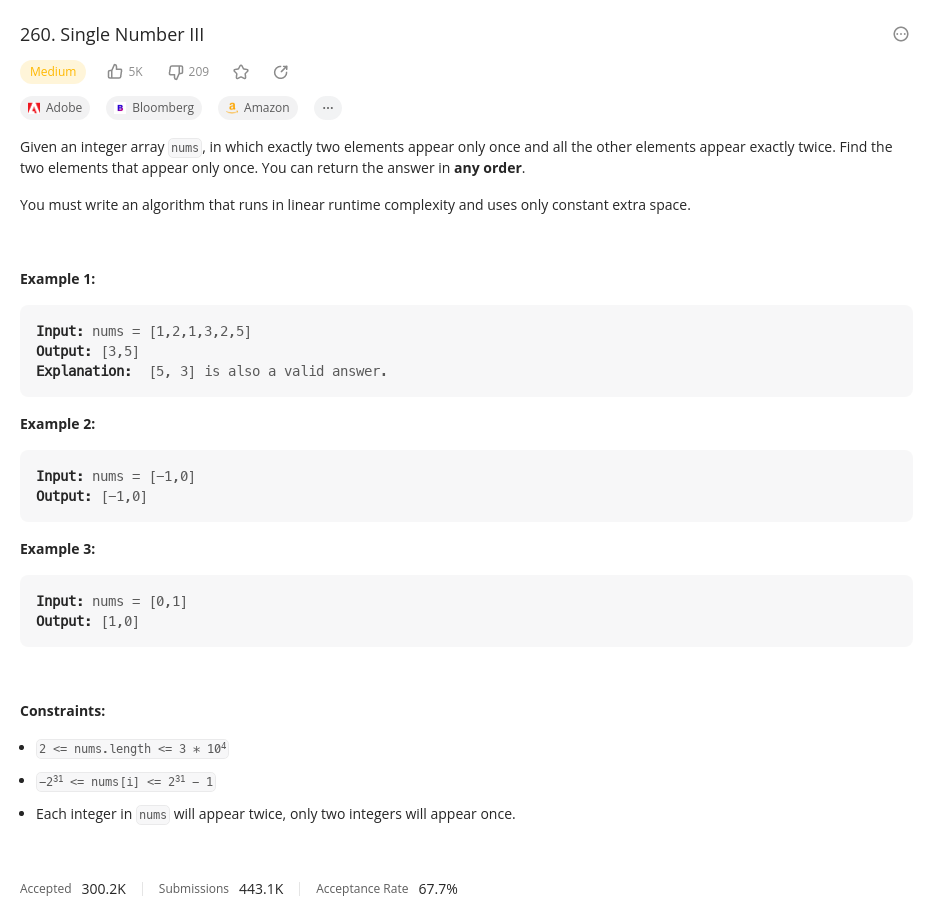 260. Single Number III
Medium 5K 209
Adobe B Bloomberg a Amazon ...
Given an integer array nums, in which exactly two elements appear only once and all the other elements appear exactly twice. Find the
two elements that appear only once. You can return the answer in any order.
You must write an algorithm that runs in linear runtime complexity and uses only constant extra space.
Example 1:
Input: nums = [1,2,1,3,2,5]
Output: [3,5]
Explanation:  [5, 3] is also a valid answer.
Example 2:
Input: nums = [-1,0]
Output: [-1,0]
Example 3:
Input: nums = [0,1]
Output: [1,0]
Constraints:
• 2 <= nums.length <= 3 * 10⁴
• -2³¹ <= nums[i] <= 2³¹ - 1
• Each integer in nums will appear twice, only two integers will appear once.
Accepted 300.2K Submissions 443.1K Acceptance Rate 67.7%